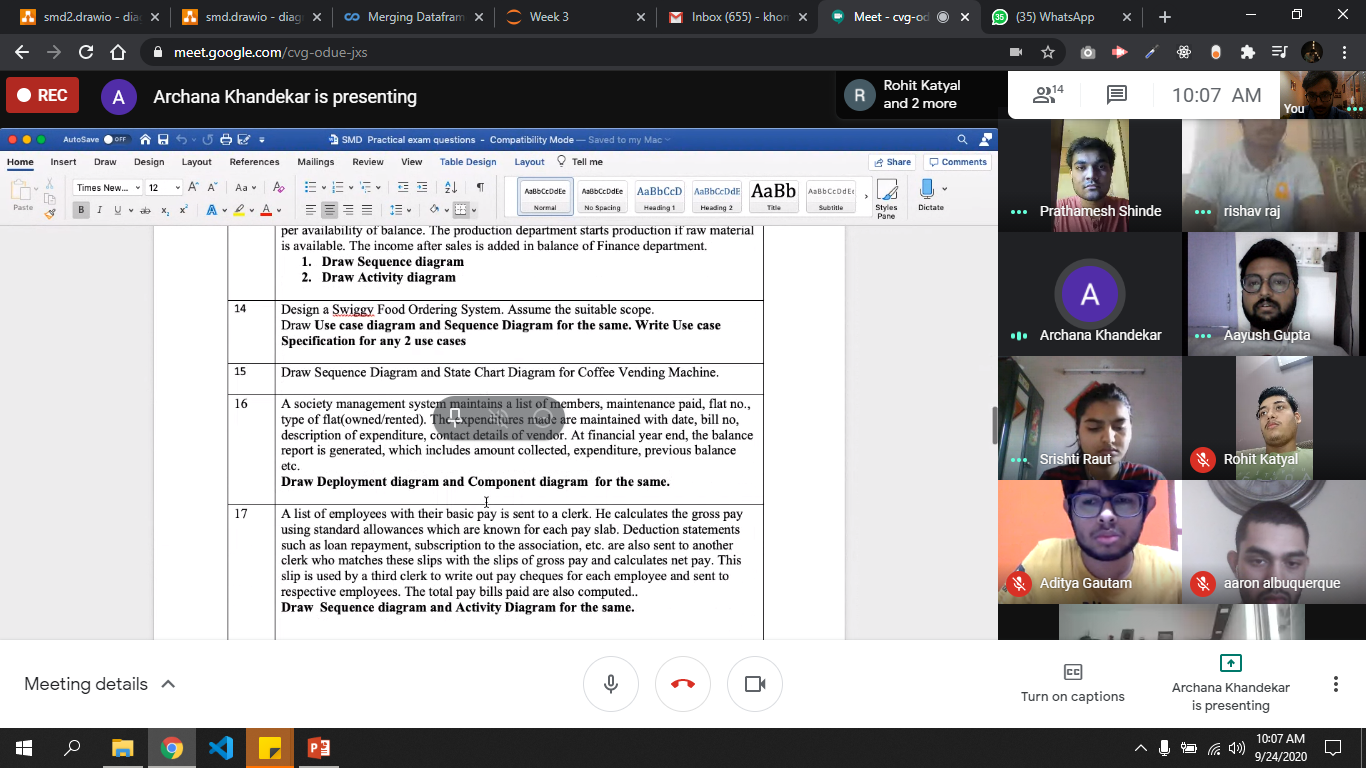 smd2.drawio - dia
smd.drawio - diag
Merging Datafram
Week 3
Inbox (655) - khon
Meet - cvg-od
(35) WhatsApp
meet.google.com/cvg-odue-jxs
REC
A
Archana Khandekar is presenting
R
Rohit Katyal
and 2 more
14
10:07 AM
You
AutoSave OFF
SMD Practical exam questions - Compatibility Mode — Saved to my Mac
Home Insert Draw Design Layout References Mailings Review View Table Design Layout Tell me
Share
Comments
Paste
Times New... 12
B I U ab x₂ x²
AaBbCcDdEe
Normal
AaBbCcDdEe
No Spacing
AaBbCcD
Heading 1
AaBbCcDdE
Heading 2
AaBb
Title
AaBbCcDdEe
Subtitle
Styles
Pane
Dictate
per availability of balance. The production department starts production if raw material
is available. The income after sales is added in balance of Finance department.
1. Draw Sequence diagram
2. Draw Activity diagram
14
Design a Swiggy Food Ordering System. Assume the suitable scope.
Draw Use case diagram and Sequence Diagram for the same. Write Use case
Specification for any 2 use cases
15
Draw Sequence Diagram and State Chart Diagram for Coffee Vending Machine.
16
A society management system maintains a list of members, maintenance paid, flat no.,
type of flat(owned/rented). The expenditures made are maintained with date, bill no,
description of expenditure, contact details of vendor. At financial year end, the balance
report is generated, which includes amount collected, expenditure, previous balance
etc.
Draw Deployment diagram and Component diagram for the same.
17
A list of employees with their basic pay is sent to a clerk. He calculates the gross pay
using standard allowances which are known for each pay slab. Deduction statements
such as loan repayment, subscription to the association, etc. are also sent to another
clerk who matches these slips with the slips of gross pay and calculates net pay. This
slip is used by a third clerk to write out pay cheques for each employee and sent to
respective employees. The total pay bills paid are also computed..
Draw Sequence diagram and Activity Diagram for the same.
Prathamesh Shinde
rishav raj
A
Archana Khandekar
Aayush Gupta
Srishti Raut
Rohit Katyal
Aditya Gautam
aaron albuquerque
Meeting details
Turn on captions
Archana Khandekar
is presenting
10:07 AM
9/24/2020